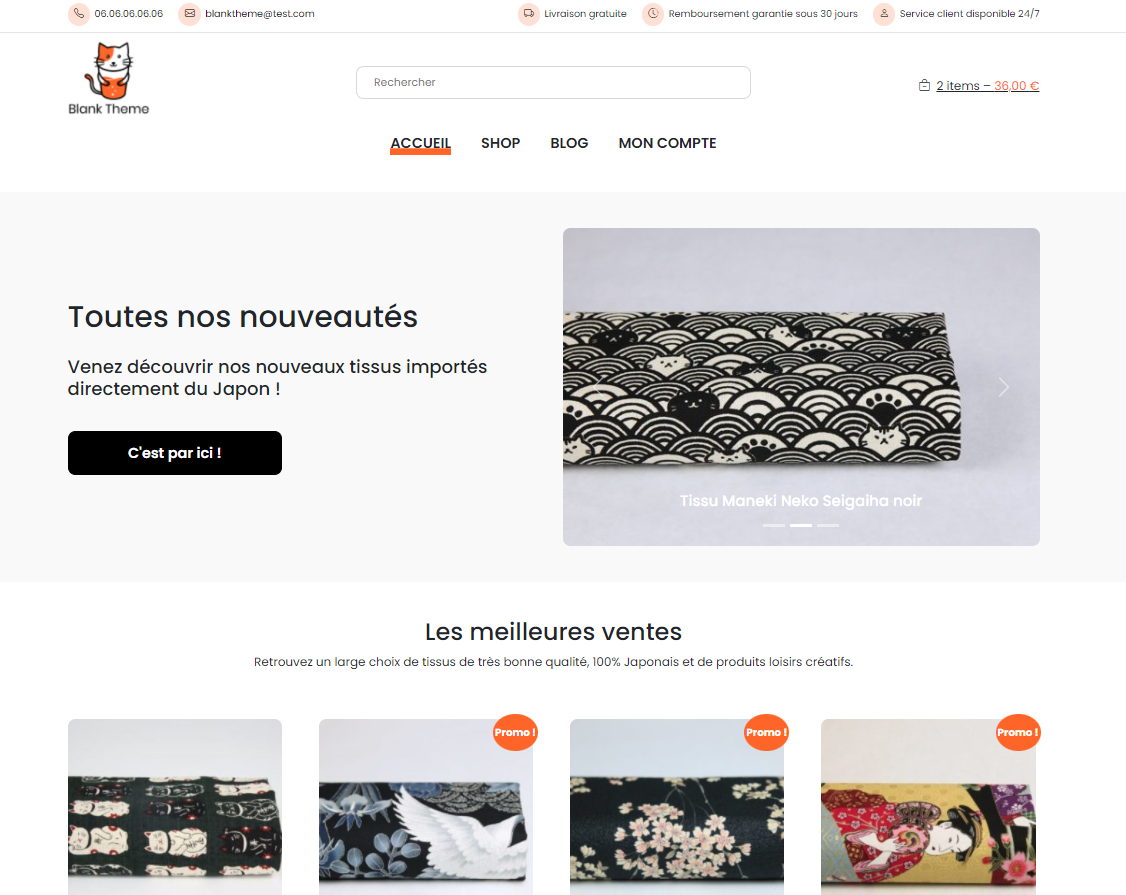 06.06.06.06.06 blanktheme@test.com Livraison gratuite Remboursement garantie sous 30 jours Service client disponible 24/7
Blank Theme
Rechercher
2 items – 36,00 €
ACCUEIL SHOP BLOG MON COMPTE
Toutes nos nouveautés
Venez découvrir nos nouveaux tissus importés
directement du Japon !
C'est par ici !
Tissu Maneki Neko Seigaiha noir
Les meilleures ventes
Retrouvez un large choix de tissus de très bonne qualité, 100% Japonais et de produits loisirs créatifs.
Promo ! Promo ! Promo !